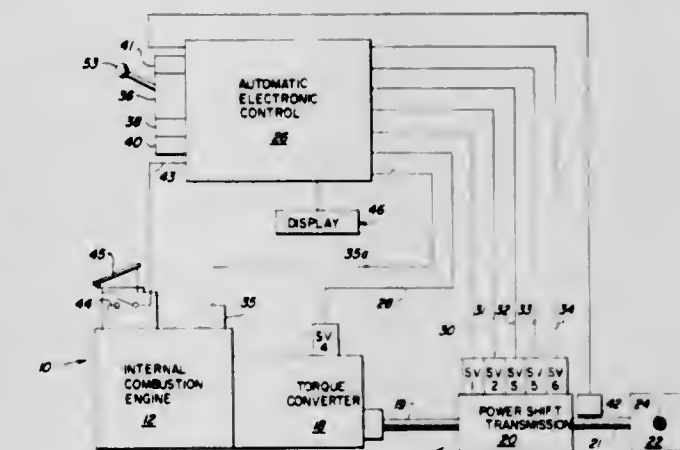 41
53
36
38
40
43
AUTOMATIC
ELECTRONIC
CONTROL
26
DISPLAY
46
35a
45
44
35
28
30
31
32
33
34
10
INTERNAL
COMBUSTION
ENGINE
12
SV
4
TORQUE
CONVERTER
18
19
SV
1
SV
2
SV
5
SV
6
POWER SHIFT
TRANSMISSION
20
42
21
24
22